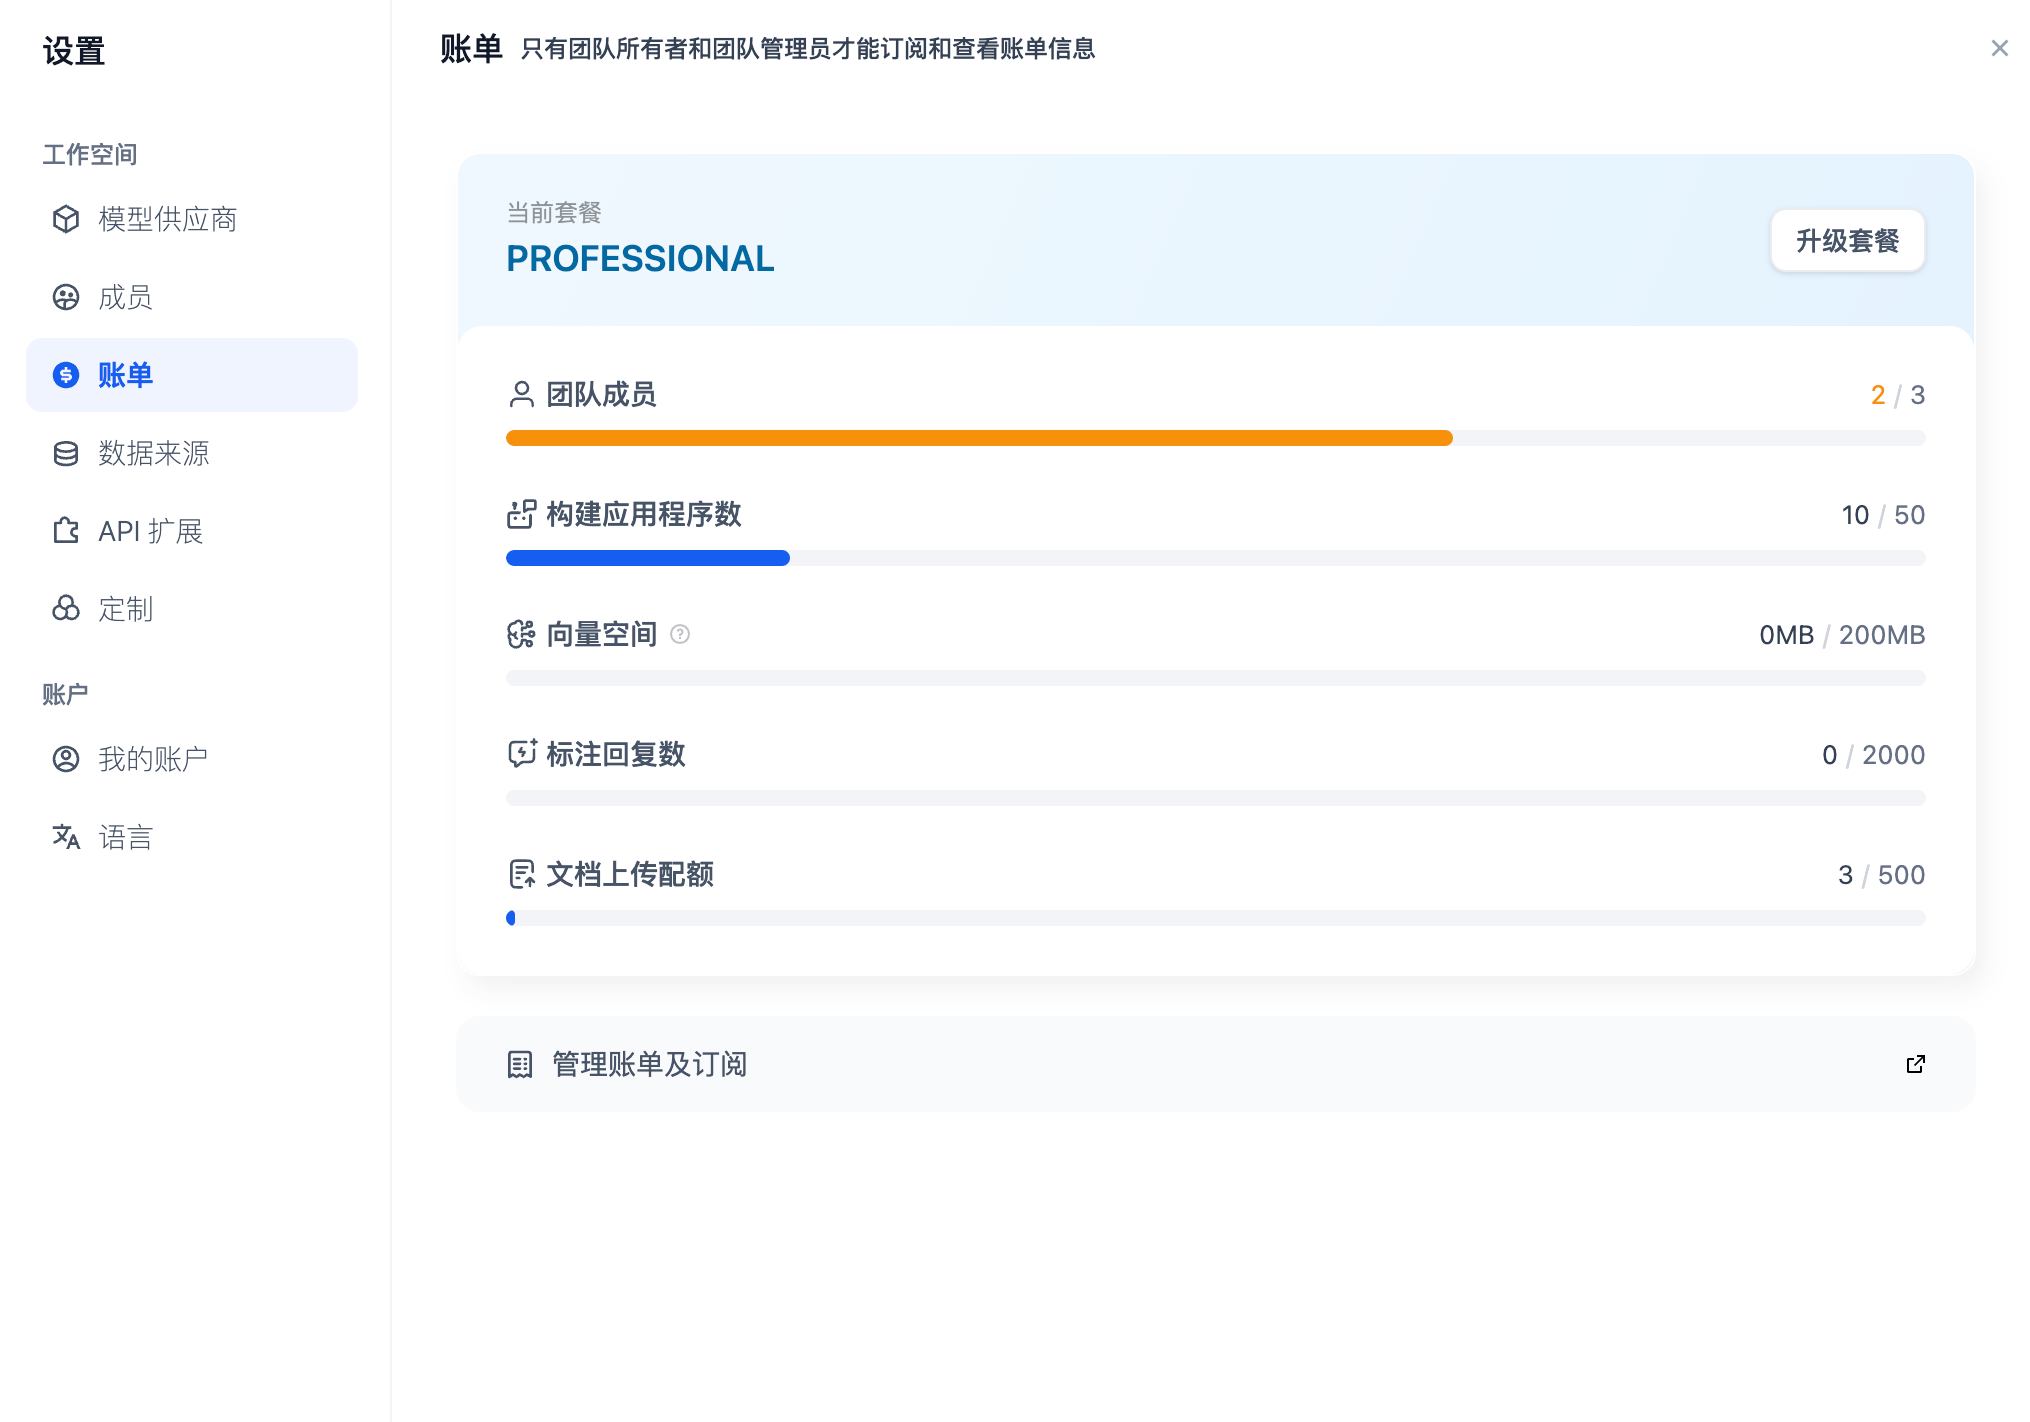 设置
工作空间
模型供应商
成员
账单
数据来源
API 扩展
定制
账户
我的账户
语言
账单 只有团队所有者和团队管理员才能订阅和查看账单信息
当前套餐
PROFESSIONAL
升级套餐
团队成员 2 / 3
构建应用程序数 10 / 50
向量空间 0MB / 200MB
标注回复数 0 / 2000
文档上传配额 3 / 500
管理账单及订阅